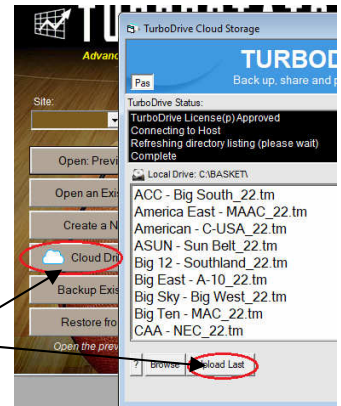 TurboDrive Cloud Storage
Advanc
TURBOD
Pas
Back up, share and p
Site:
TurboDrive Status:
TurboDrive License(p) Approved
Connecting to Host
Refreshing directory listing (please wait)
Complete
Local Drive: C:\BASKET\
ACC - Big South_22.tm
America East - MAAC_22.tm
American - C-USA_22.tm
ASUN - Sun Belt_22.tm
Big 12 - Southland_22.tm
Big East - A-10_22.tm
Big Sky - Big West_22.tm
Big Ten - MAC_22.tm
CAA - NEC_22.tm
Open: Previ
Open an Exi
Create a N
Cloud Dri
Backup Exis
Restore fro
Open the prev
? Browse pload Last